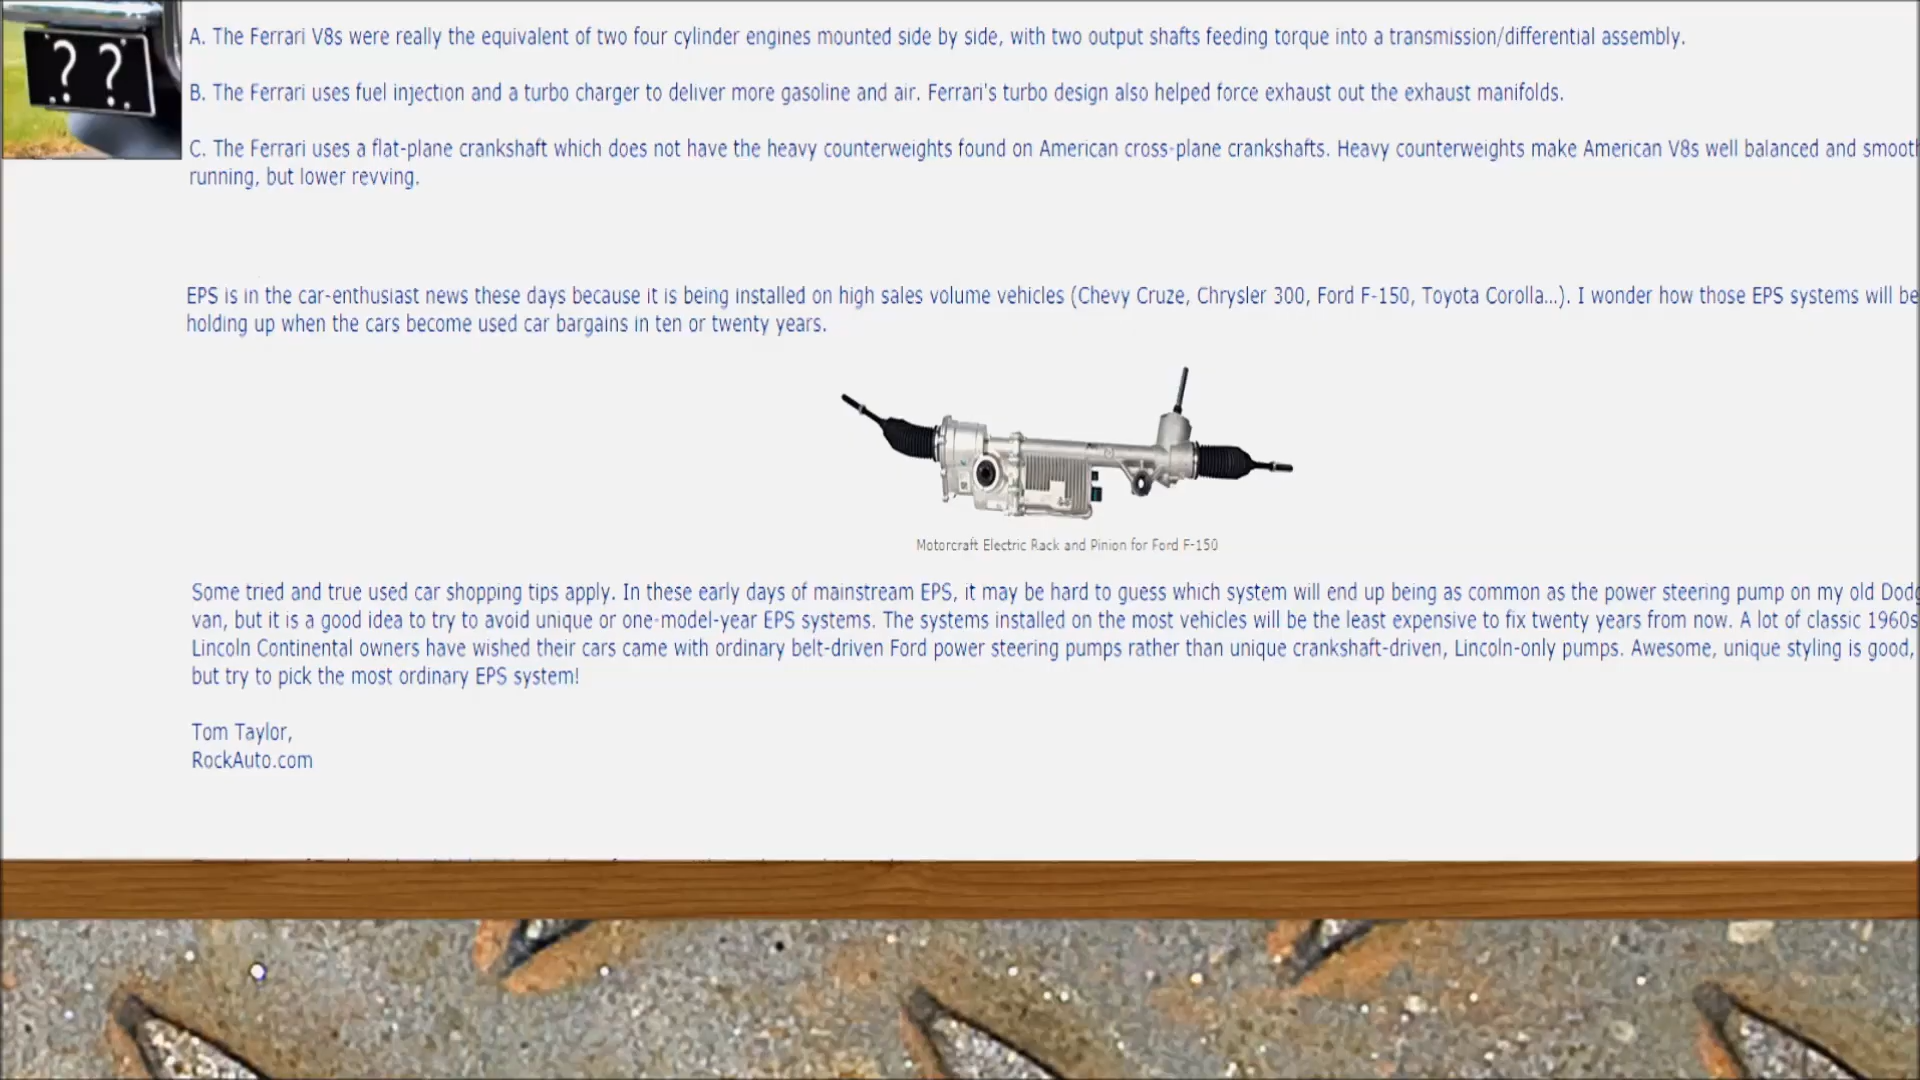 ? ?
A. The Ferrari V8s were really the equivalent of two four cylinder engines mounted side by side, with two output shafts feeding torque into a transmission/differential assembly.
B. The Ferrari uses fuel injection and a turbo charger to deliver more gasoline and air. Ferrari's turbo design also helped force exhaust out the exhaust manifolds.
C. The Ferrari uses a flat-plane crankshaft which does not have the heavy counterweights found on American cross-plane crankshafts. Heavy counterweights make American V8s well balanced and smooth
running, but lower revving.
EPS is in the car-enthusiast news these days because it is being installed on high sales volume vehicles (Chevy Cruze, Chrysler 300, Ford F-150, Toyota Corolla...). I wonder how those EPS systems will be
holding up when the cars become used car bargains in ten or twenty years.
Motorcraft Electric Rack and Pinion for Ford F-150
Some tried and true used car shopping tips apply. In these early days of mainstream EPS, it may be hard to guess which system will end up being as common as the power steering pump on my old Dodg
van, but it is a good idea to try to avoid unique or one-model-year EPS systems. The systems installed on the most vehicles will be the least expensive to fix twenty years from now. A lot of classic 1960s
Lincoln Continental owners have wished their cars came with ordinary belt-driven Ford power steering pumps rather than unique crankshaft-driven, Lincoln-only pumps. Awesome, unique styling is good,
but try to pick the most ordinary EPS system!
Tom Taylor,
RockAuto.com